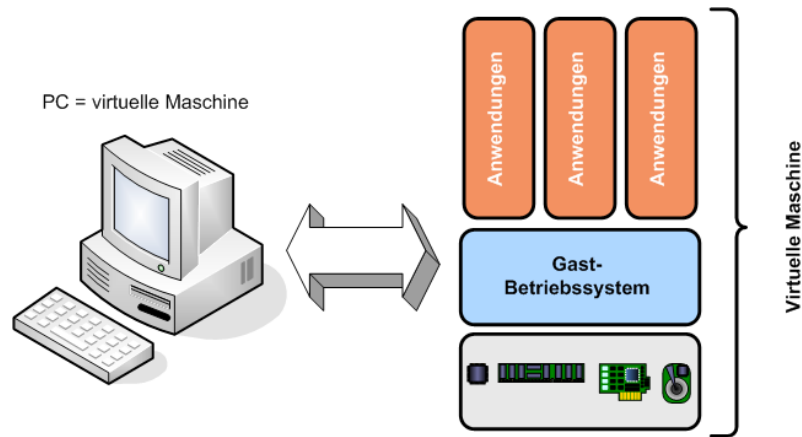 PC = virtuelle Maschine
Anwendungen
Anwendungen
Anwendungen
Gast-
Betriebssystem
Virtuelle Maschine